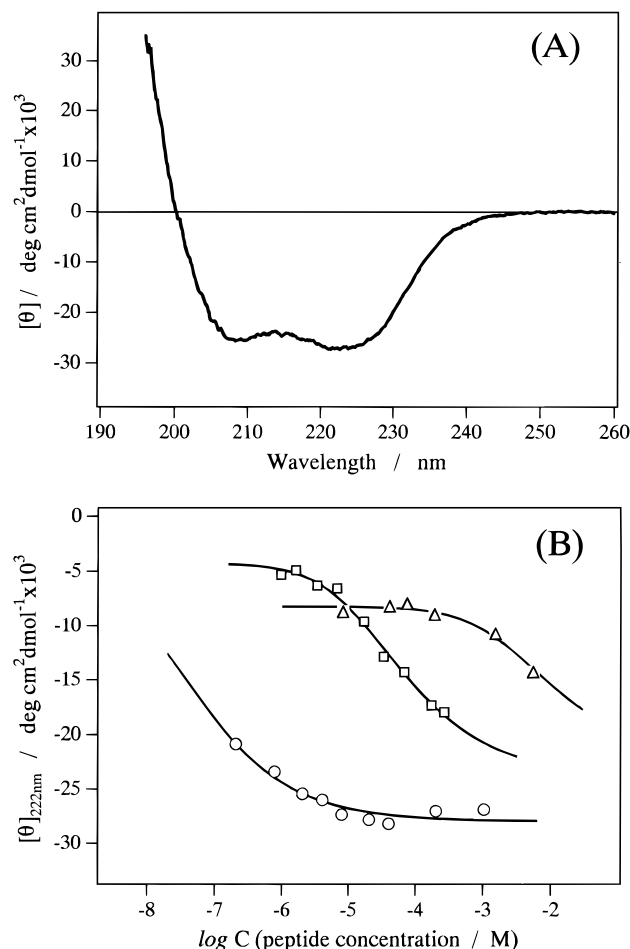 (A)
30
20
10
0
-10
-20
-30
[θ] / deg cm²dmol⁻¹x10³
190 200 210 220 230 240 250 260
Wavelength / nm
(B)
0
-5
-10
-15
-20
-25
-30
[θ]₂₂₂ₙₘ / deg cm²dmol⁻¹x10³
-8 -7 -6 -5 -4 -3 -2
log C (peptide concentration / M)